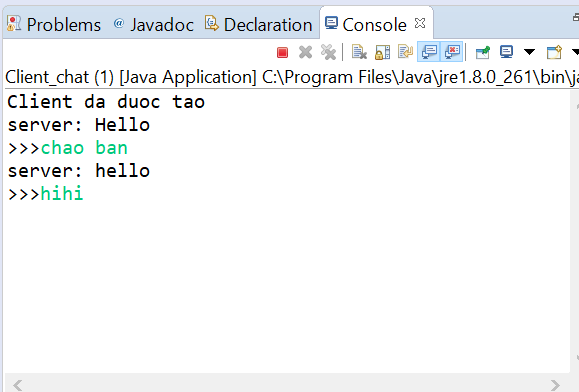 Problems @ Javadoc Declaration Console
Client_chat (1) [Java Application] C:\Program Files\Java\jre1.8.0_261\bin\ja
Client da duoc tao
server: Hello
>>>chao ban
server: hello
>>>hihi